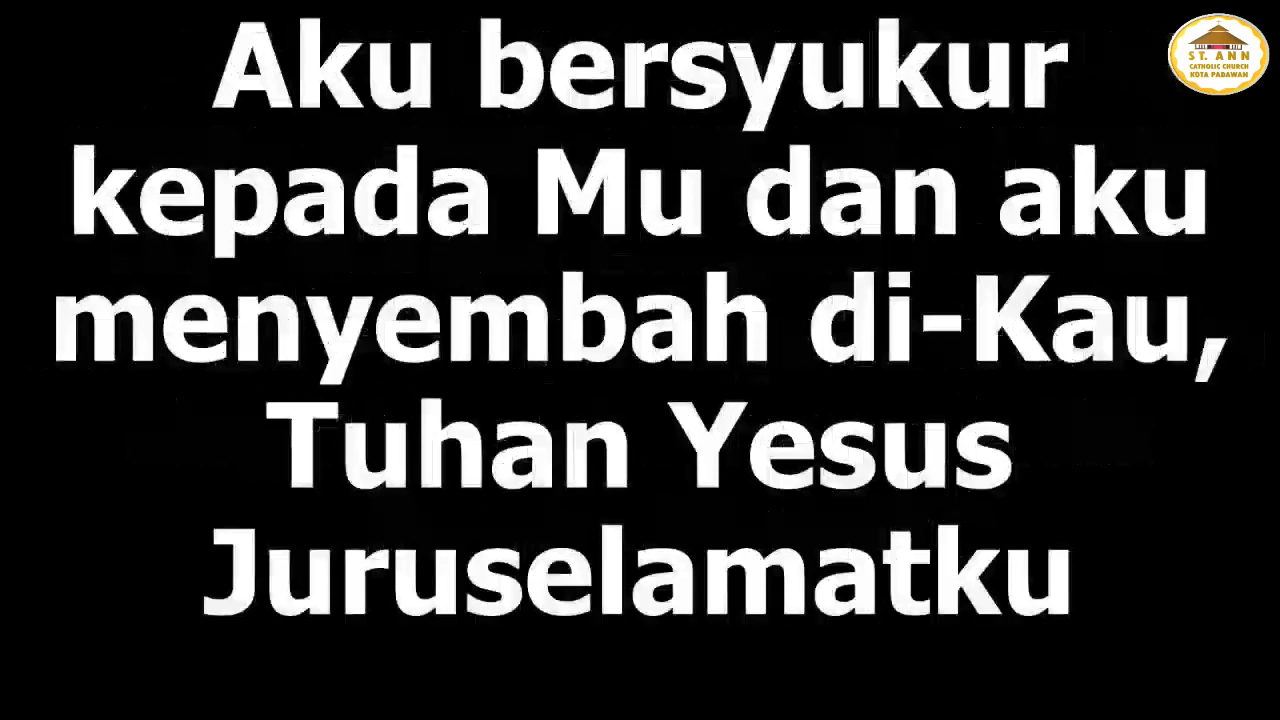 Aku bersyukur
kepada Mu dan aku
menyembah di-Kau,
Tuhan Yesus
Juruselamatku
ST. ANN
CATHOLIC CHURCH
KOTA PADAWAN